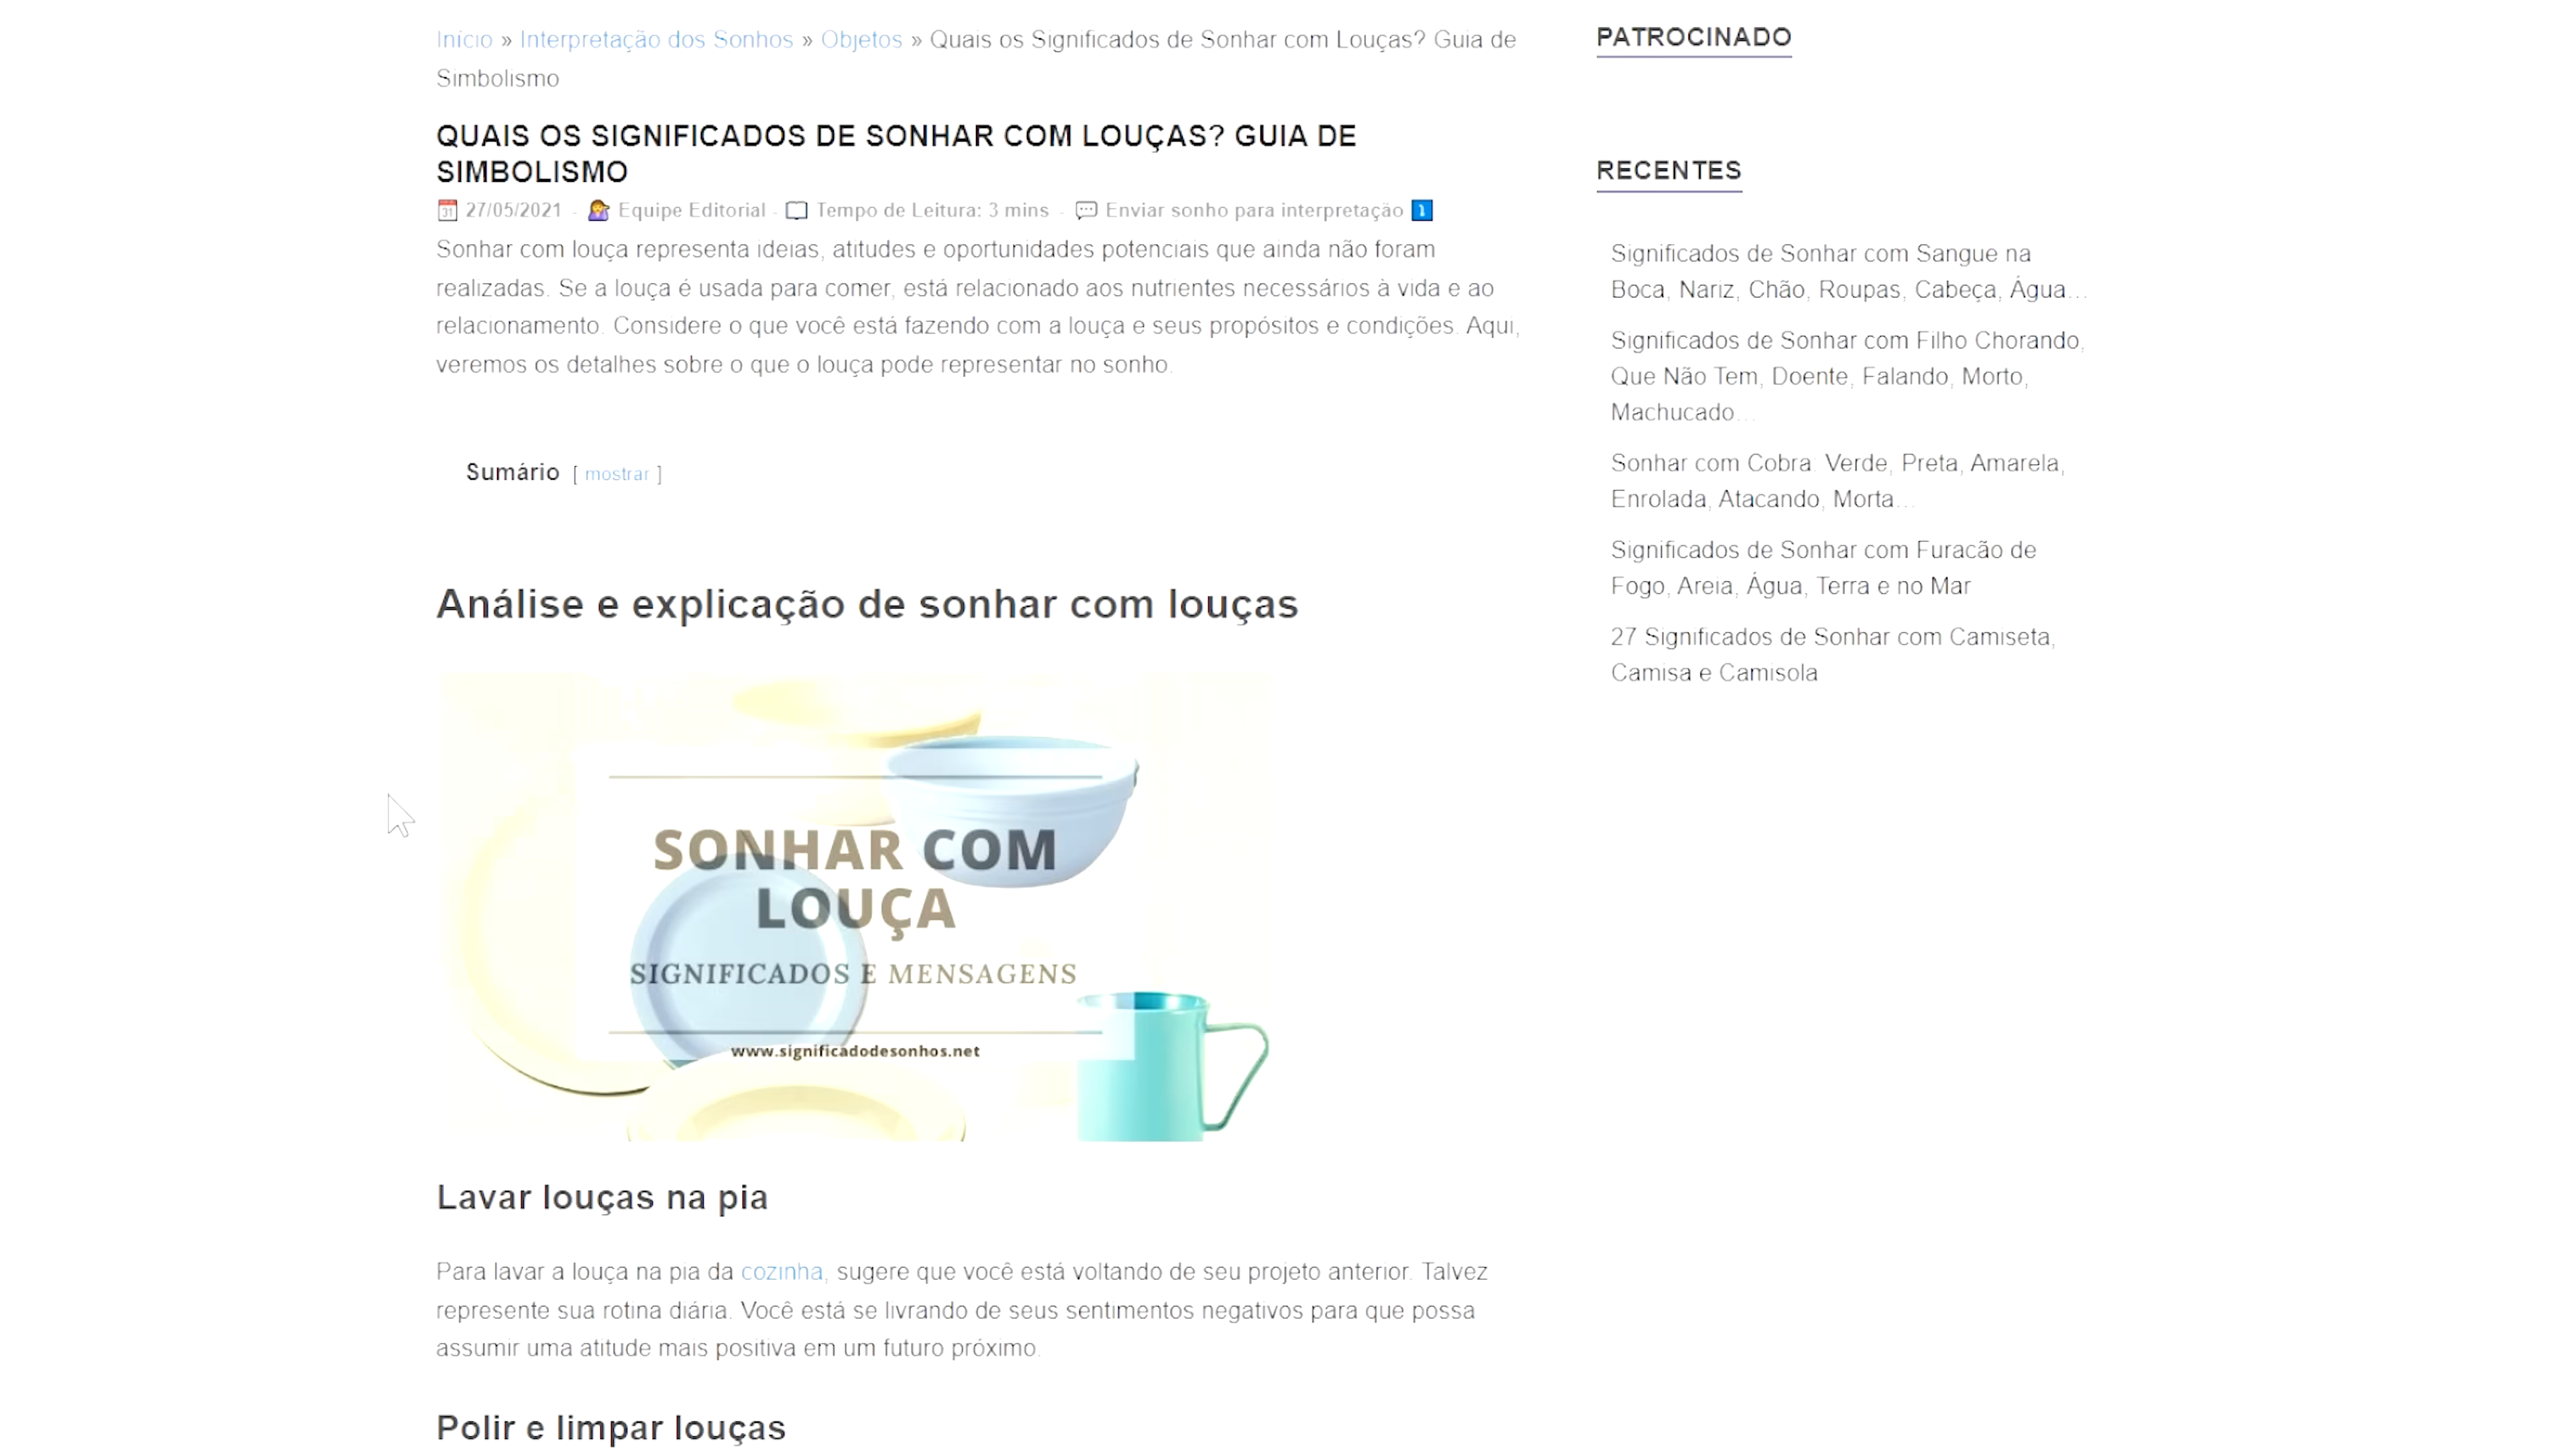 Início » Interpretação dos Sonhos » Objetos » Quais os Significados de Sonhar com Louças? Guia de
Simbolismo
QUAIS OS SIGNIFICADOS DE SONHAR COM LOUÇAS? GUIA DE
SIMBOLISMO
27/05/2021 - Equipe Editorial - Tempo de Leitura: 3 mins - Enviar sonho para interpretação
Sonhar com louça representa ideias, atitudes e oportunidades potenciais que ainda não foram
realizadas. Se a louça é usada para comer, está relacionado aos nutrientes necessários à vida e ao
relacionamento. Considere o que você está fazendo com a louça e seus propósitos e condições. Aqui,
veremos os detalhes sobre o que o louça pode representar no sonho.
Sumário [ mostrar ]
Análise e explicação de sonhar com louças
SONHAR COM
LOUÇA
SIGNIFICADOS E MENSAGENS
www.significadodesonhos.net
Lavar louças na pia
Para lavar a louça na pia da cozinha, sugere que você está voltando de seu projeto anterior. Talvez
represente sua rotina diária. Você está se livrando de seus sentimentos negativos para que possa
assumir uma atitude mais positiva em um futuro próximo.
Polir e limpar louças
PATROCINADO
RECENTES
Significados de Sonhar com Sangue na
Boca, Nariz, Chão, Roupas, Cabeça, Água...
Significados de Sonhar com Filho Chorando,
Que Não Tem, Doente, Falando, Morto,
Machucado...
Sonhar com Cobra: Verde, Preta, Amarela,
Enrolada, Atacando, Morta...
Significados de Sonhar com Furacão de
Fogo, Areia, Água, Terra e no Mar
27 Significados de Sonhar com Camiseta,
Camisa e Camisola